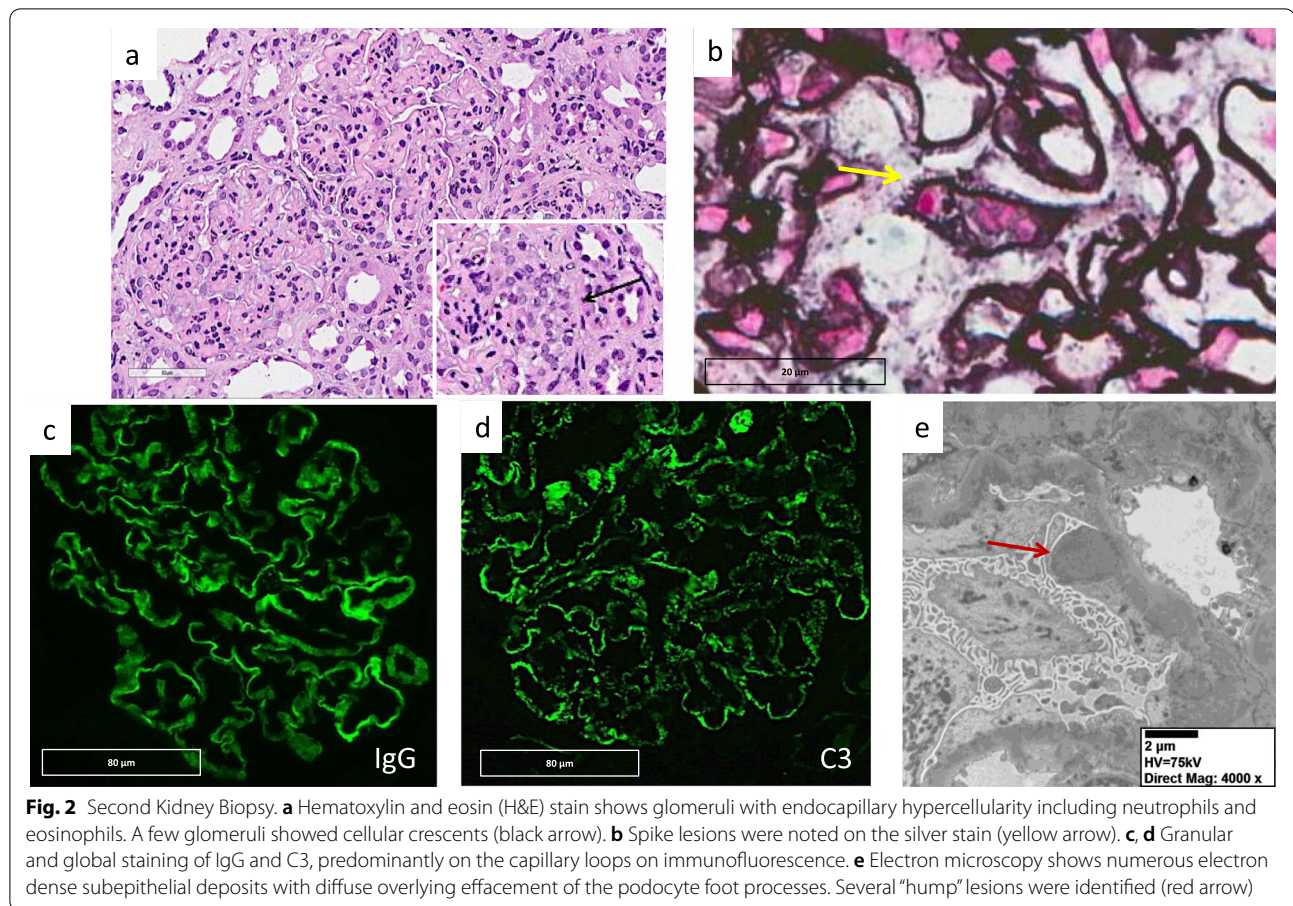 a
b
20 µm
c
IgG
80 µm
d
C3
80 µm
e
2 µm
HV=75kV
Direct Mag: 4000 x
Fig. 2 Second Kidney Biopsy. a Hematoxylin and eosin (H&E) stain shows glomeruli with endocapillary hypercellularity including neutrophils and
eosinophils. A few glomeruli showed cellular crescents (black arrow). b Spike lesions were noted on the silver stain (yellow arrow). c, d Granular
and global staining of IgG and C3, predominantly on the capillary loops on immunofluorescence. e Electron microscopy shows numerous electron
dense subepithelial deposits with diffuse overlying effacement of the podocyte foot processes. Several “hump” lesions were identified (red arrow)